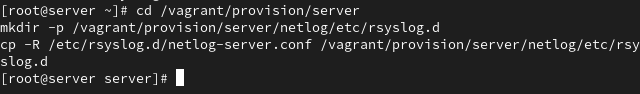 [root@server ~]# cd /vagrant/provision/server
mkdir -p /vagrant/provision/server/netlog/etc/rsyslog.d
cp -R /etc/rsyslog.d/netlog-server.conf /vagrant/provision/server/netlog/etc/rsy
slog.d
[root@server server]#